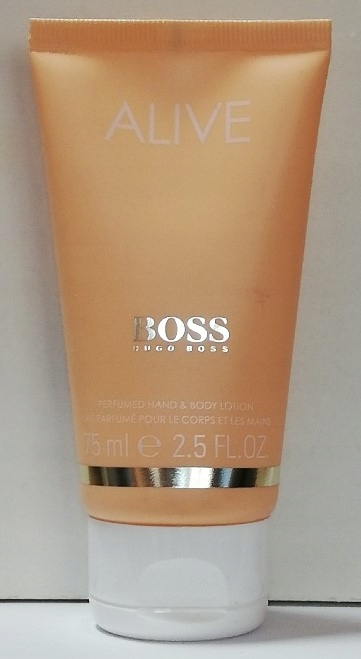 ALIVE
BOSS
HUGO BOSS
PERFUMED HAND & BODY LOTION
LAIT PARFUMÉ POUR LE CORPS ET LES MAINS
75 ml ℮ 2.5 FL.OZ.